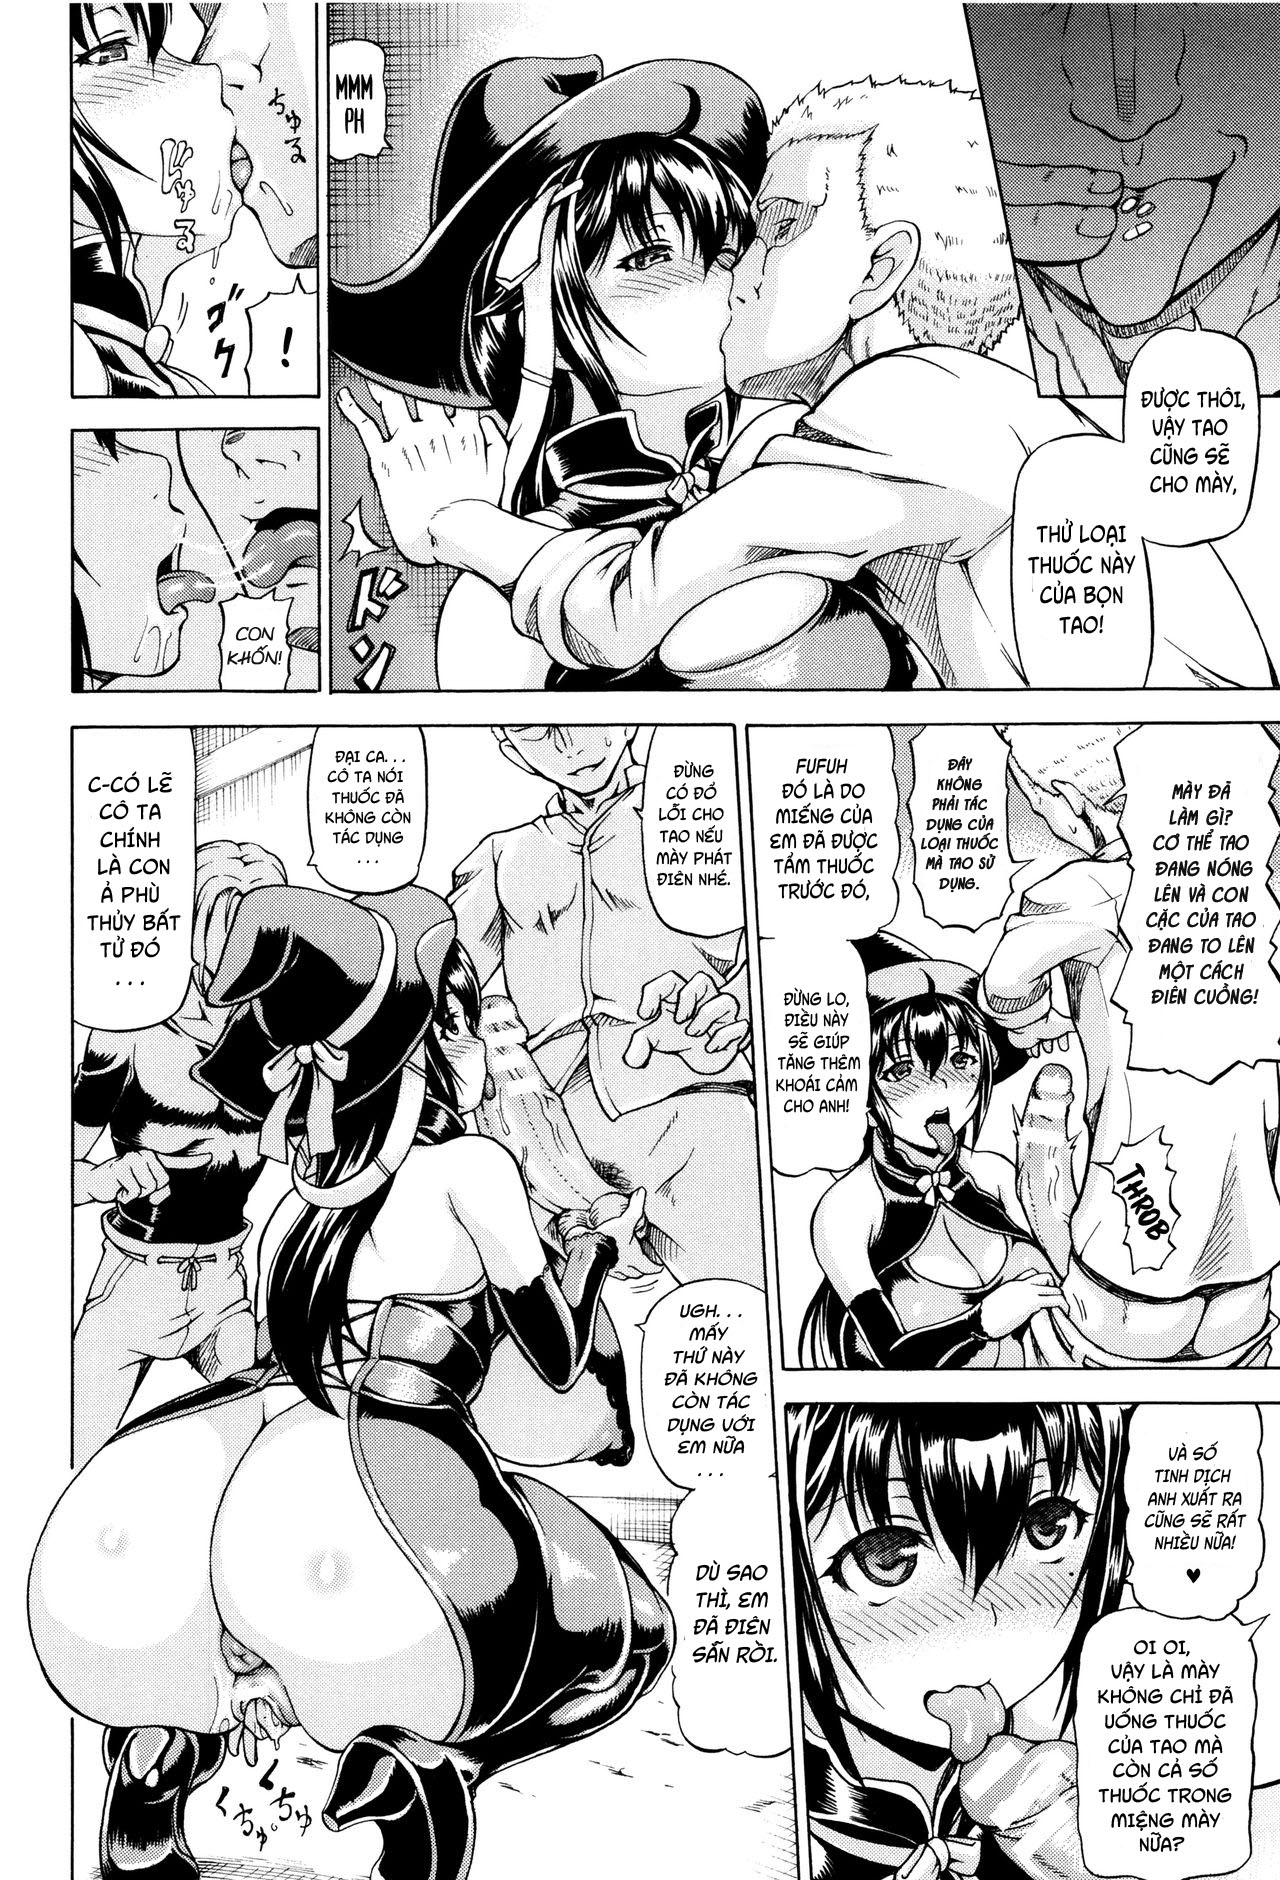 ĐƯỢC THÔI,
VẬY TAO
CŨNG SẼ
CHO MÀY,
THỬ LOẠI
THUỐC NÀY
CỦA BỌN
TAO!
MMM
PH
ドン
ちゅる
ぢゅるる
ゴク
!
CON
KHỐN!
MÀY ĐÃ
LÀM GÌ?
CƠ THỂ TAO
ĐANG NÓNG
LÊN VÀ CON
CẶC CỦA TAO
ĐANG TO LÊN
MỘT CÁCH
ĐIÊN CUỒNG!
ĐÂY
KHÔNG
PHẢI TÁC
DỤNG CỦA
LOẠI THUỐC
MÀ TAO SỬ
DỤNG.
FUFUH
ĐÓ LÀ DO
MIẾNG CỦA
EM ĐÃ ĐƯỢC
TẨM THUỐC
TRƯỚC ĐÓ,
ĐỪNG LO,
ĐIỀU NÀY
SẼ GIÚP
TĂNG THÊM
KHOÁI CẢM
CHO ANH!
THROB
VÀ SỐ
TINH DỊCH
ANH XUẤT RA
CŨNG SẼ RẤT
NHIỀU NỮA!
♥
OI OI,
VẬY LÀ MÀY
KHÔNG CHỈ ĐÃ
UỐNG THUỐC
CỦA TAO MÀ
CÒN CẢ SỐ
THUỐC TRONG
MIỆNG MÀY
NỮA?
ĐỪNG
CÓ ĐỔ
LỖI CHO
TAO NẾU
MÀY PHÁT
ĐIÊN NHÉ.
UGH...
MẤY
THỨ NÀY
ĐÃ KHÔNG
CÒN TÁC
DỤNG VỚI
EM NỮA
...
DÙ SAO
THÌ, EM
ĐÃ ĐIÊN
SẴN RỒI.
ĐẠI CA...
CÔ TA NÓI
THUỐC ĐÃ
KHÔNG CÒN
TÁC DỤNG
...
C-CÓ LẼ
CÔ TA
CHÍNH
LÀ CON
Ả PHÙ
THỦY BẤT
TỬ ĐÓ
...
くちゅ
くちゅ